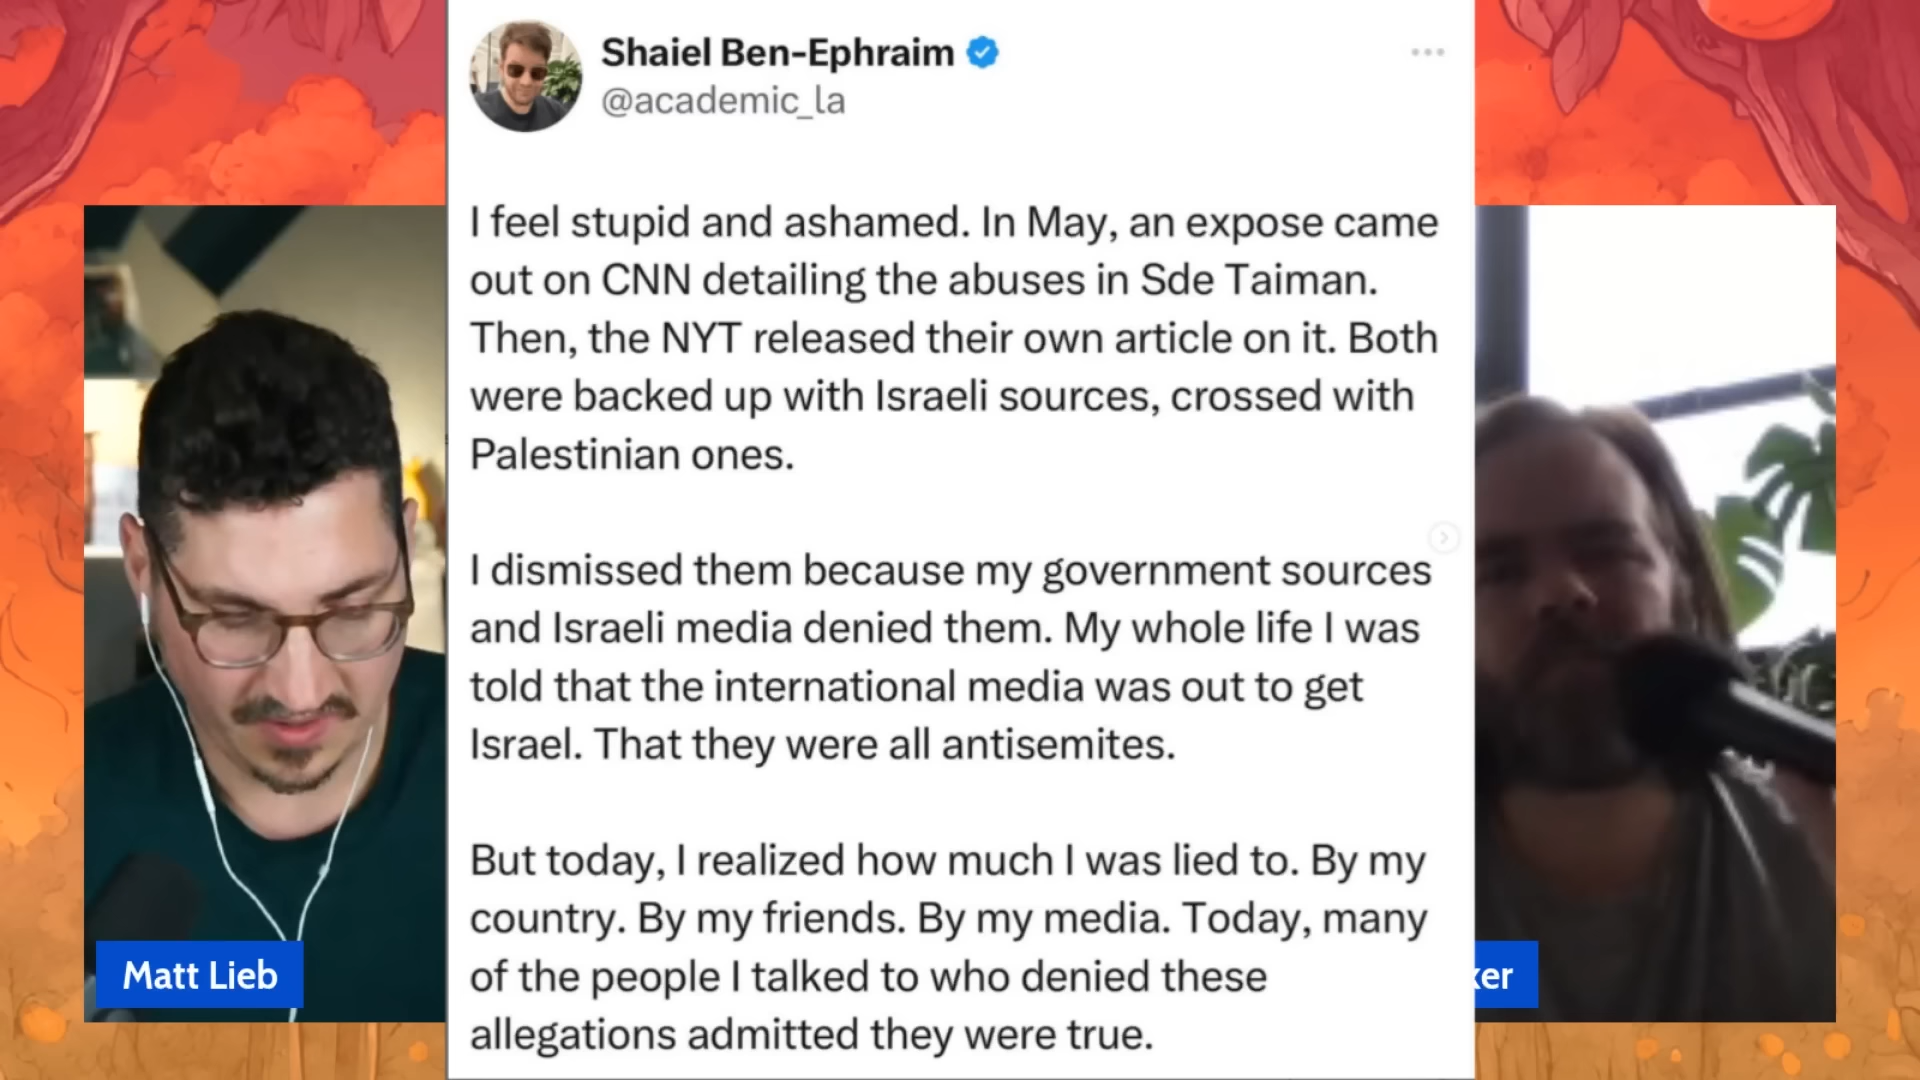 Shaiel Ben-Ephraim
@academic_la
I feel stupid and ashamed. In May, an expose came
out on CNN detailing the abuses in Sde Taiman.
Then, the NYT released their own article on it. Both
were backed up with Israeli sources, crossed with
Palestinian ones.
I dismissed them because my government sources
and Israeli media denied them. My whole life I was
told that the international media was out to get
Israel. That they were all antisemites.
But today, I realized how much I was lied to. By my
country. By my friends. By my media. Today, many
of the people I talked to who denied these
allegations admitted they were true.
Matt Lieb